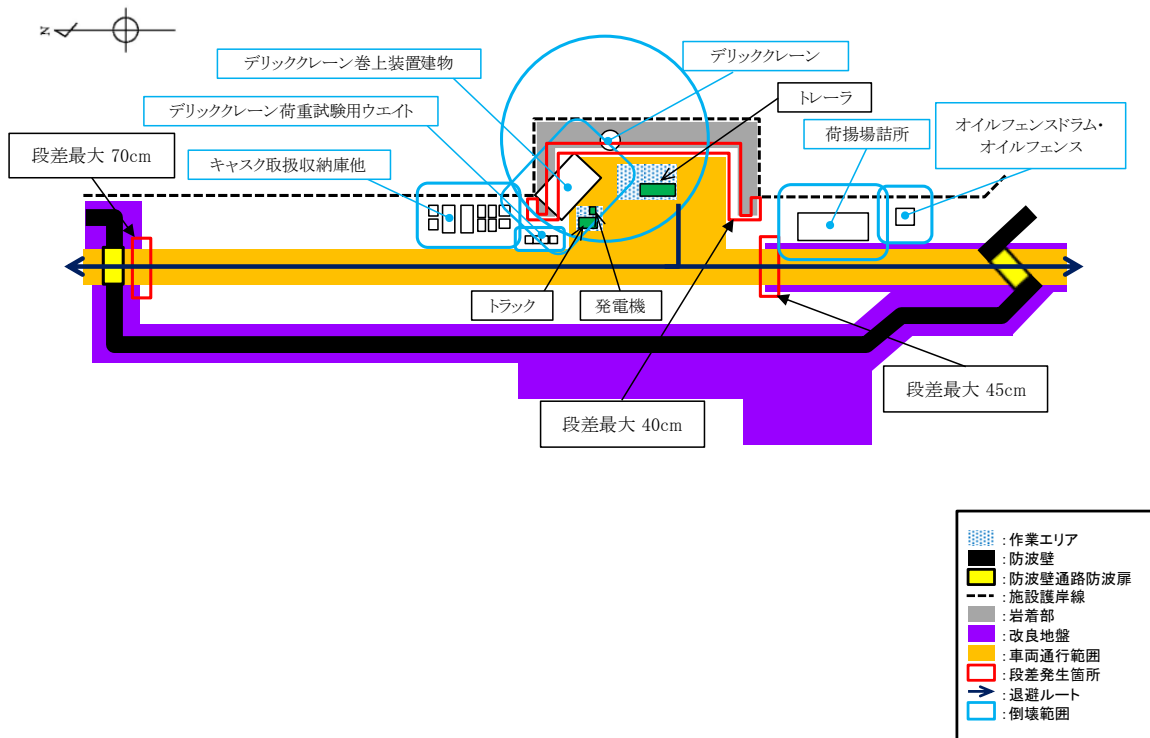 N
デリッククレーン巻上装置建物
デリッククレーン
デリッククレーン荷重試験用ウエイト
トレーラ
段差最大 70cm
キャスク取扱収納庫他
荷揚場詰所
オイルフェンスドラム・
オイルフェンス
トラック
発電機
段差最大 40cm
段差最大 45cm
：作業エリア
：防波壁
：防波壁通路防波扉
：施設護岸線
：岩着部
：改良地盤
：車両通行範囲
：段差発生箇所
：退避ルート
：倒壊範囲